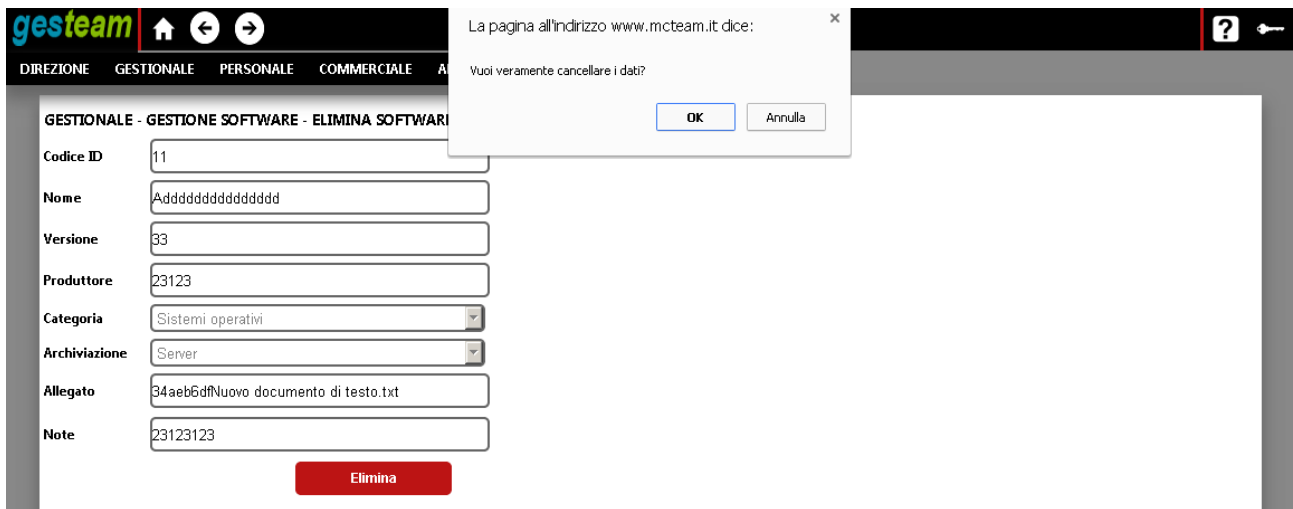 gesteam
La pagina all'indirizzo www.mcteam.it dice:
Vuoi veramente cancellare i dati?
OK Annulla
DIREZIONE GESTIONALE PERSONALE COMMERCIALE
GESTIONALE - GESTIONE SOFTWARE - ELIMINA SOFTWAR
Codice ID 11
Nome Adddddddddddddd
Versione 33
Produttore 23123
Categoria Sistemi operativi
Archiviazione Server
Allegato 34aeb6dfNuovo documento di testo.txt
Note 23123123
Elimina